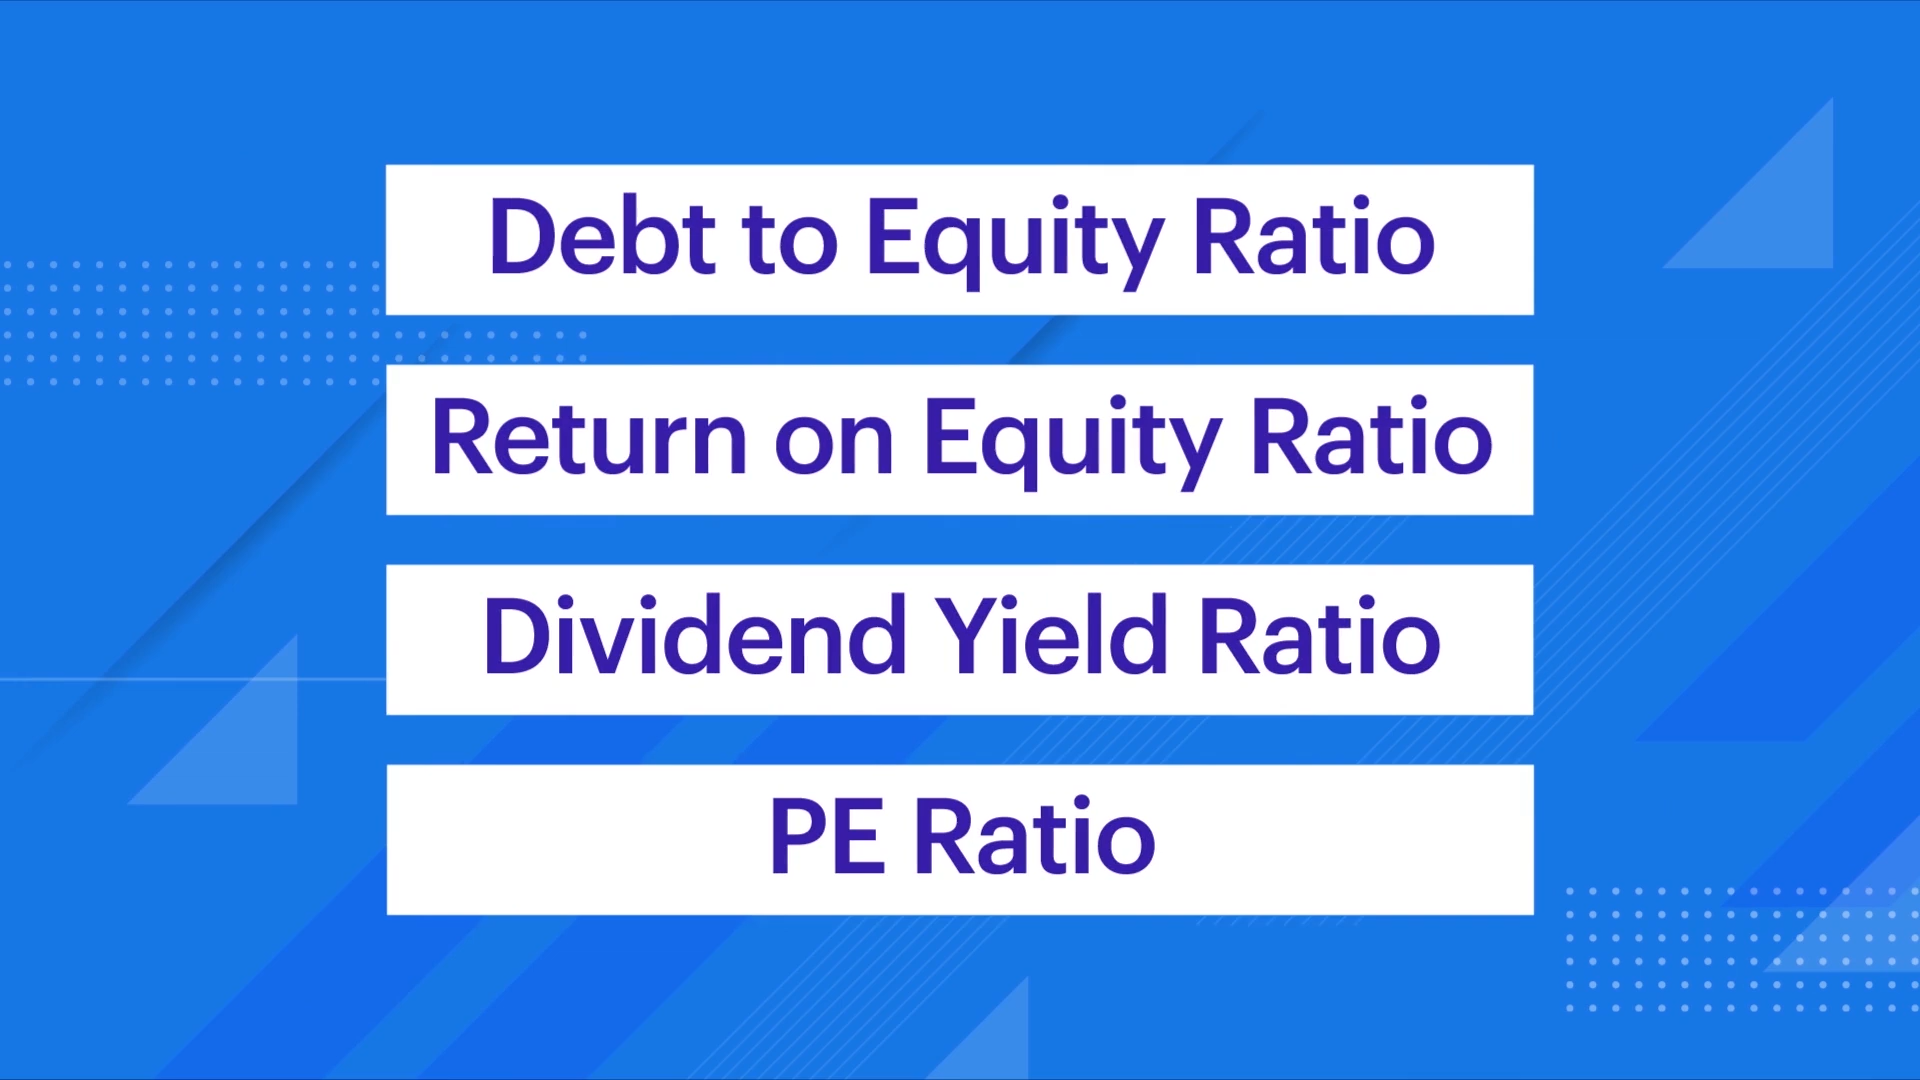 Debt to Equity Ratio
Return on Equity Ratio
Dividend Yield Ratio
PE Ratio